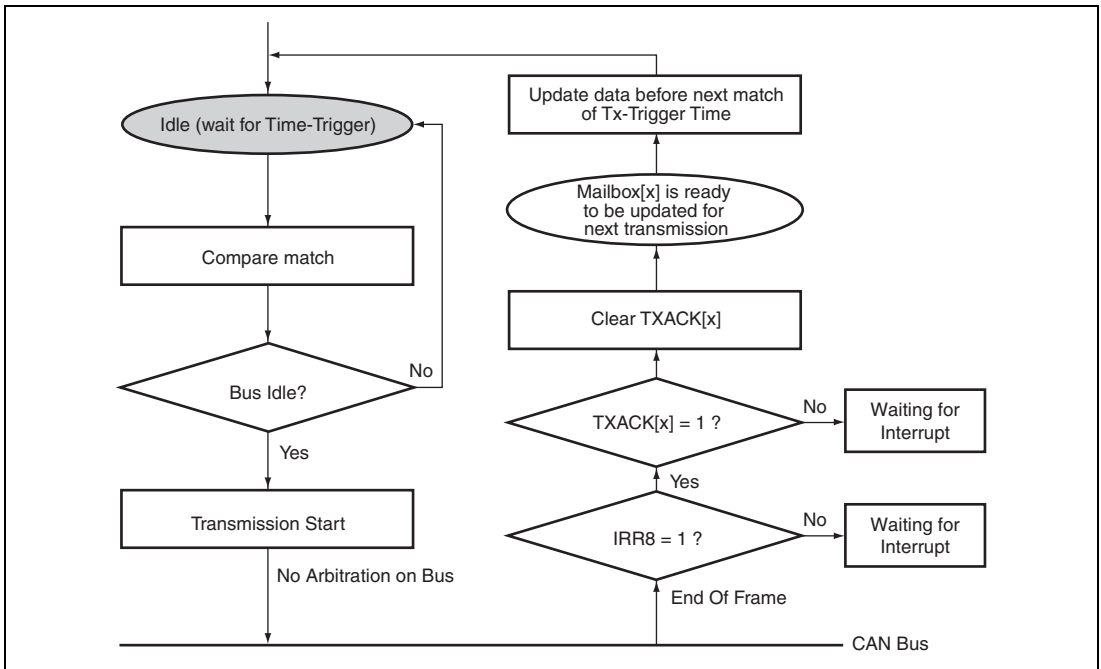 Idle (wait for Time-Trigger)
Compare match
Bus Idle?
No
Yes
Transmission Start
No Arbitration on Bus
CAN Bus
End Of Frame
IRR8 = 1 ?
No
Waiting for
Interrupt
Yes
TXACK[x] = 1 ?
No
Waiting for
Interrupt
Clear TXACK[x]
Mailbox[x] is ready
to be updated for
next transmission
Update data before next match
of Tx-Trigger Time